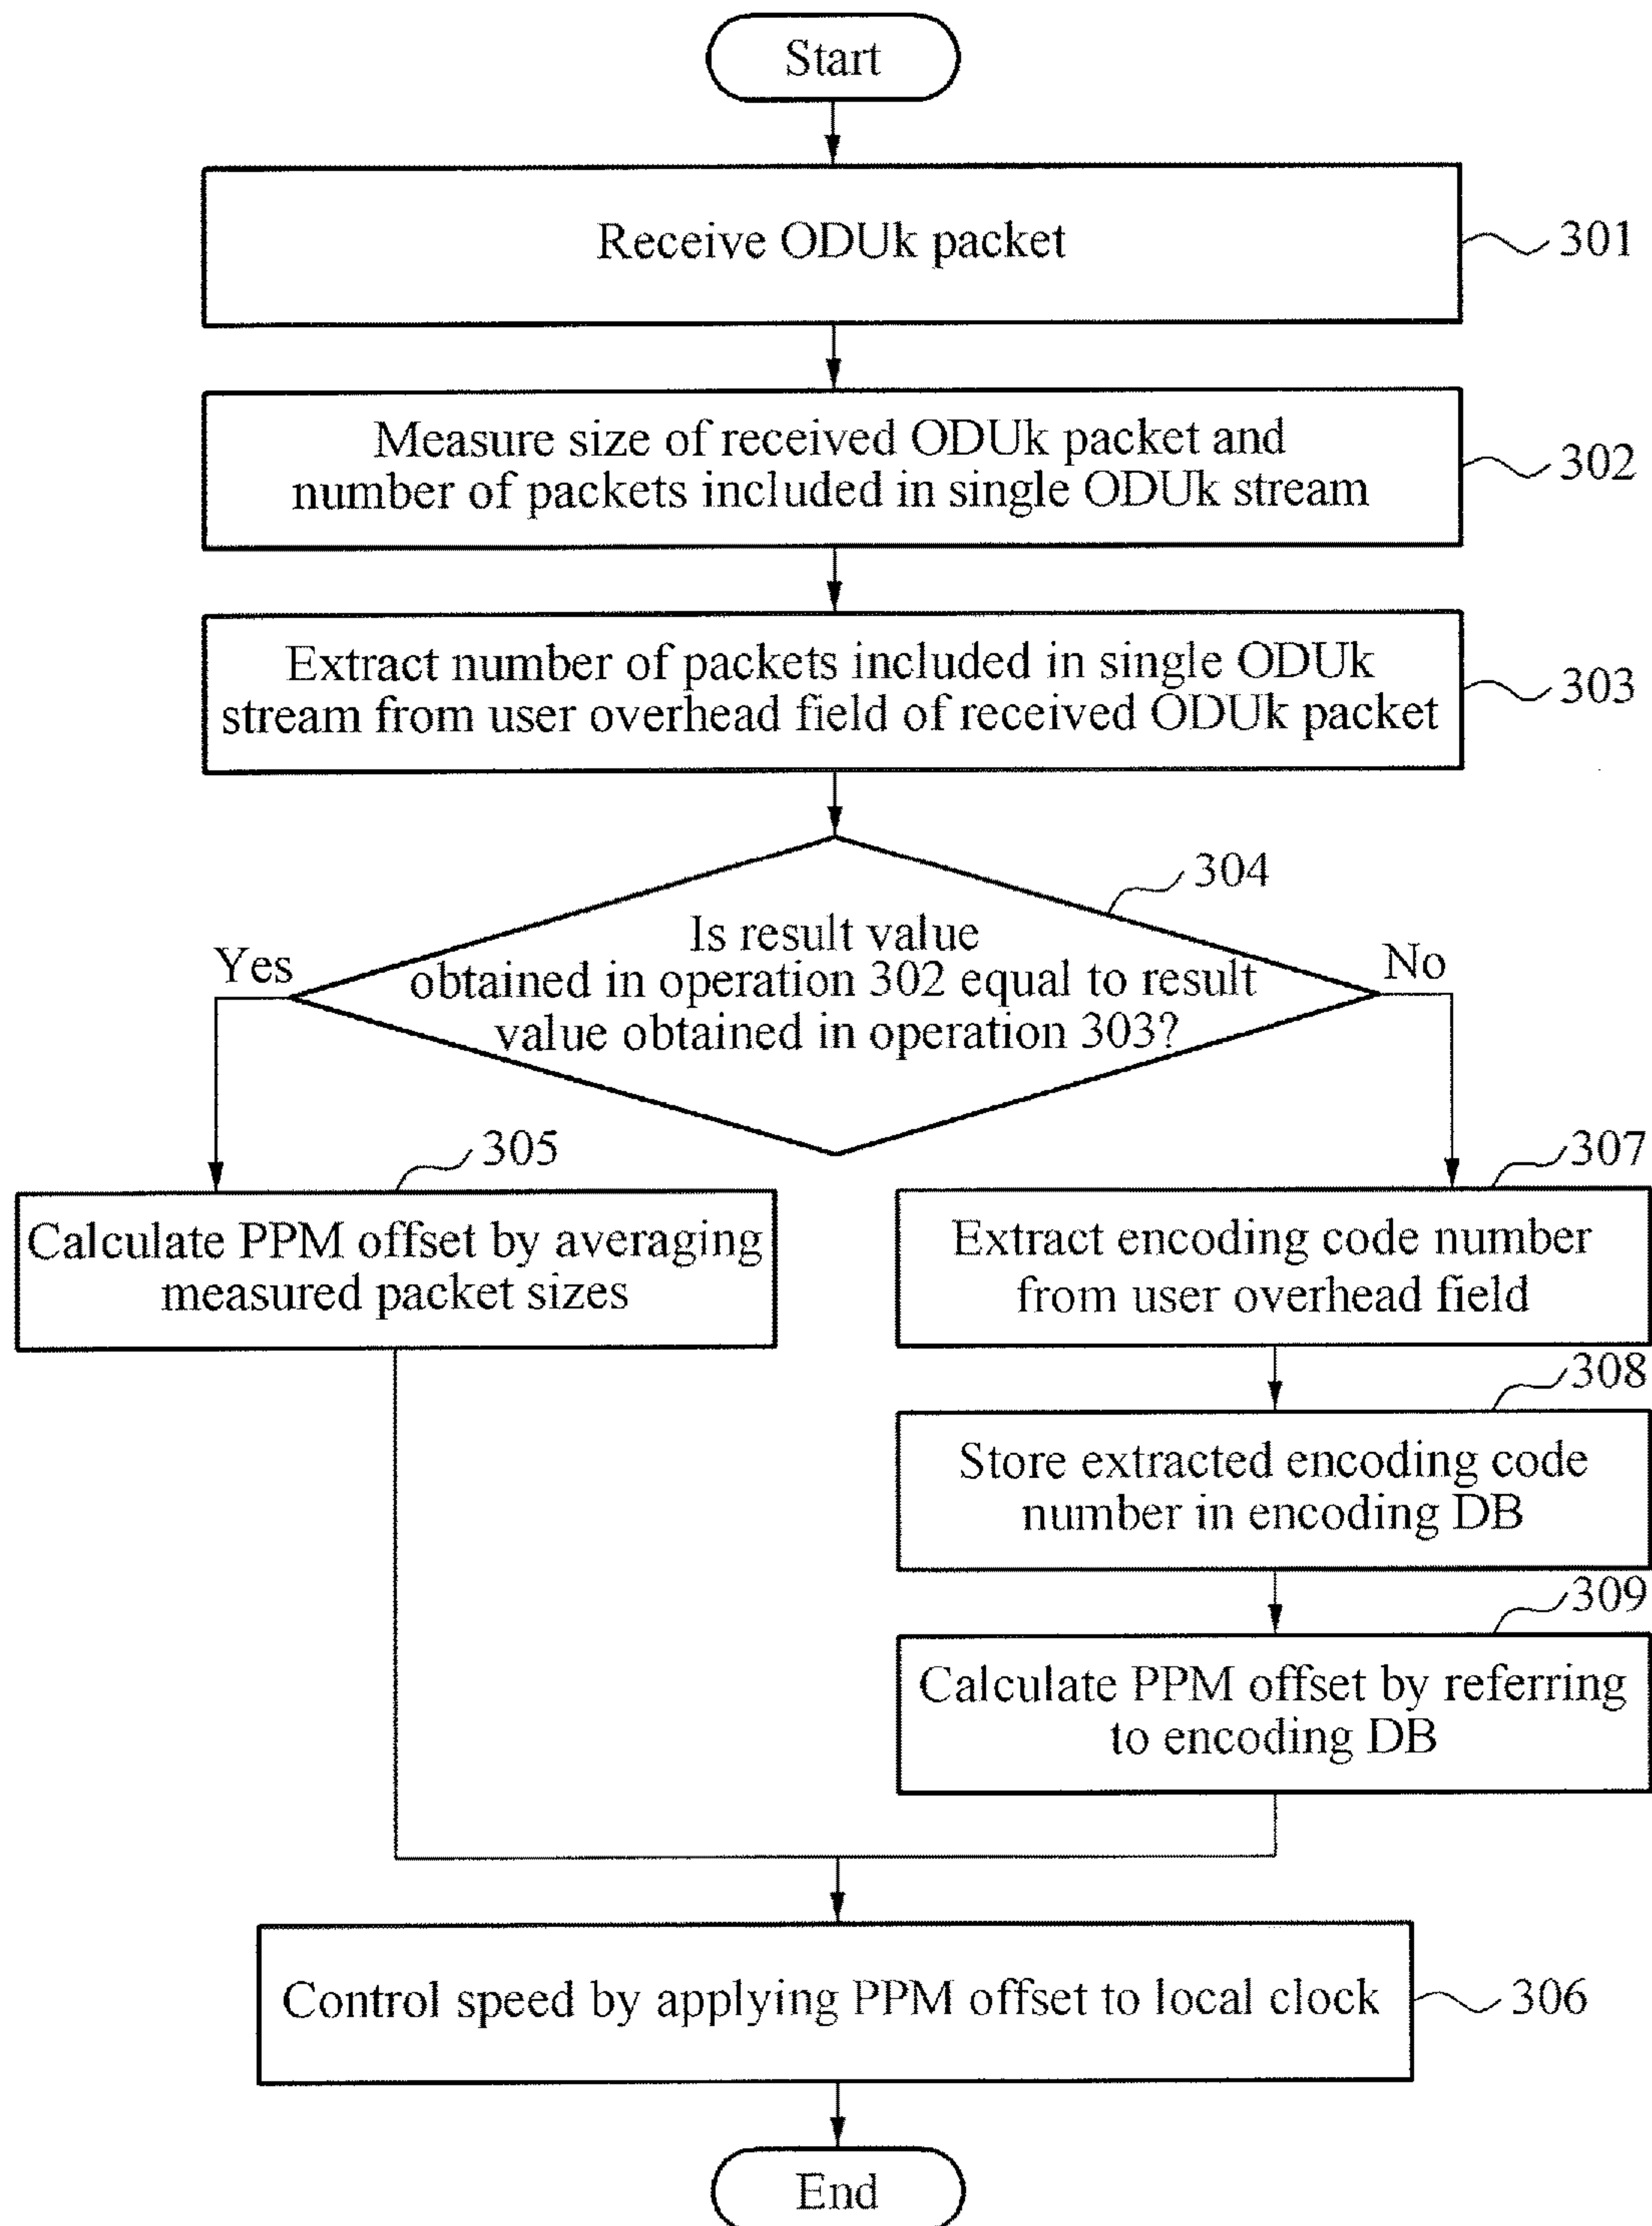 Start
Receive ODUk packet
301
Measure size of received ODUk packet and
number of packets included in single ODUk stream
302
Extract number of packets included in single ODUk
stream from user overhead field of received ODUk packet
303
304
Is result value
obtained in operation 302 equal to result
value obtained in operation 303?
Yes
No
305
Calculate PPM offset by averaging
measured packet sizes
307
Extract encoding code number
from user overhead field
308
Store extracted encoding code
number in encoding DB
309
Calculate PPM offset by referring
to encoding DB
Control speed by applying PPM offset to local clock
306
End